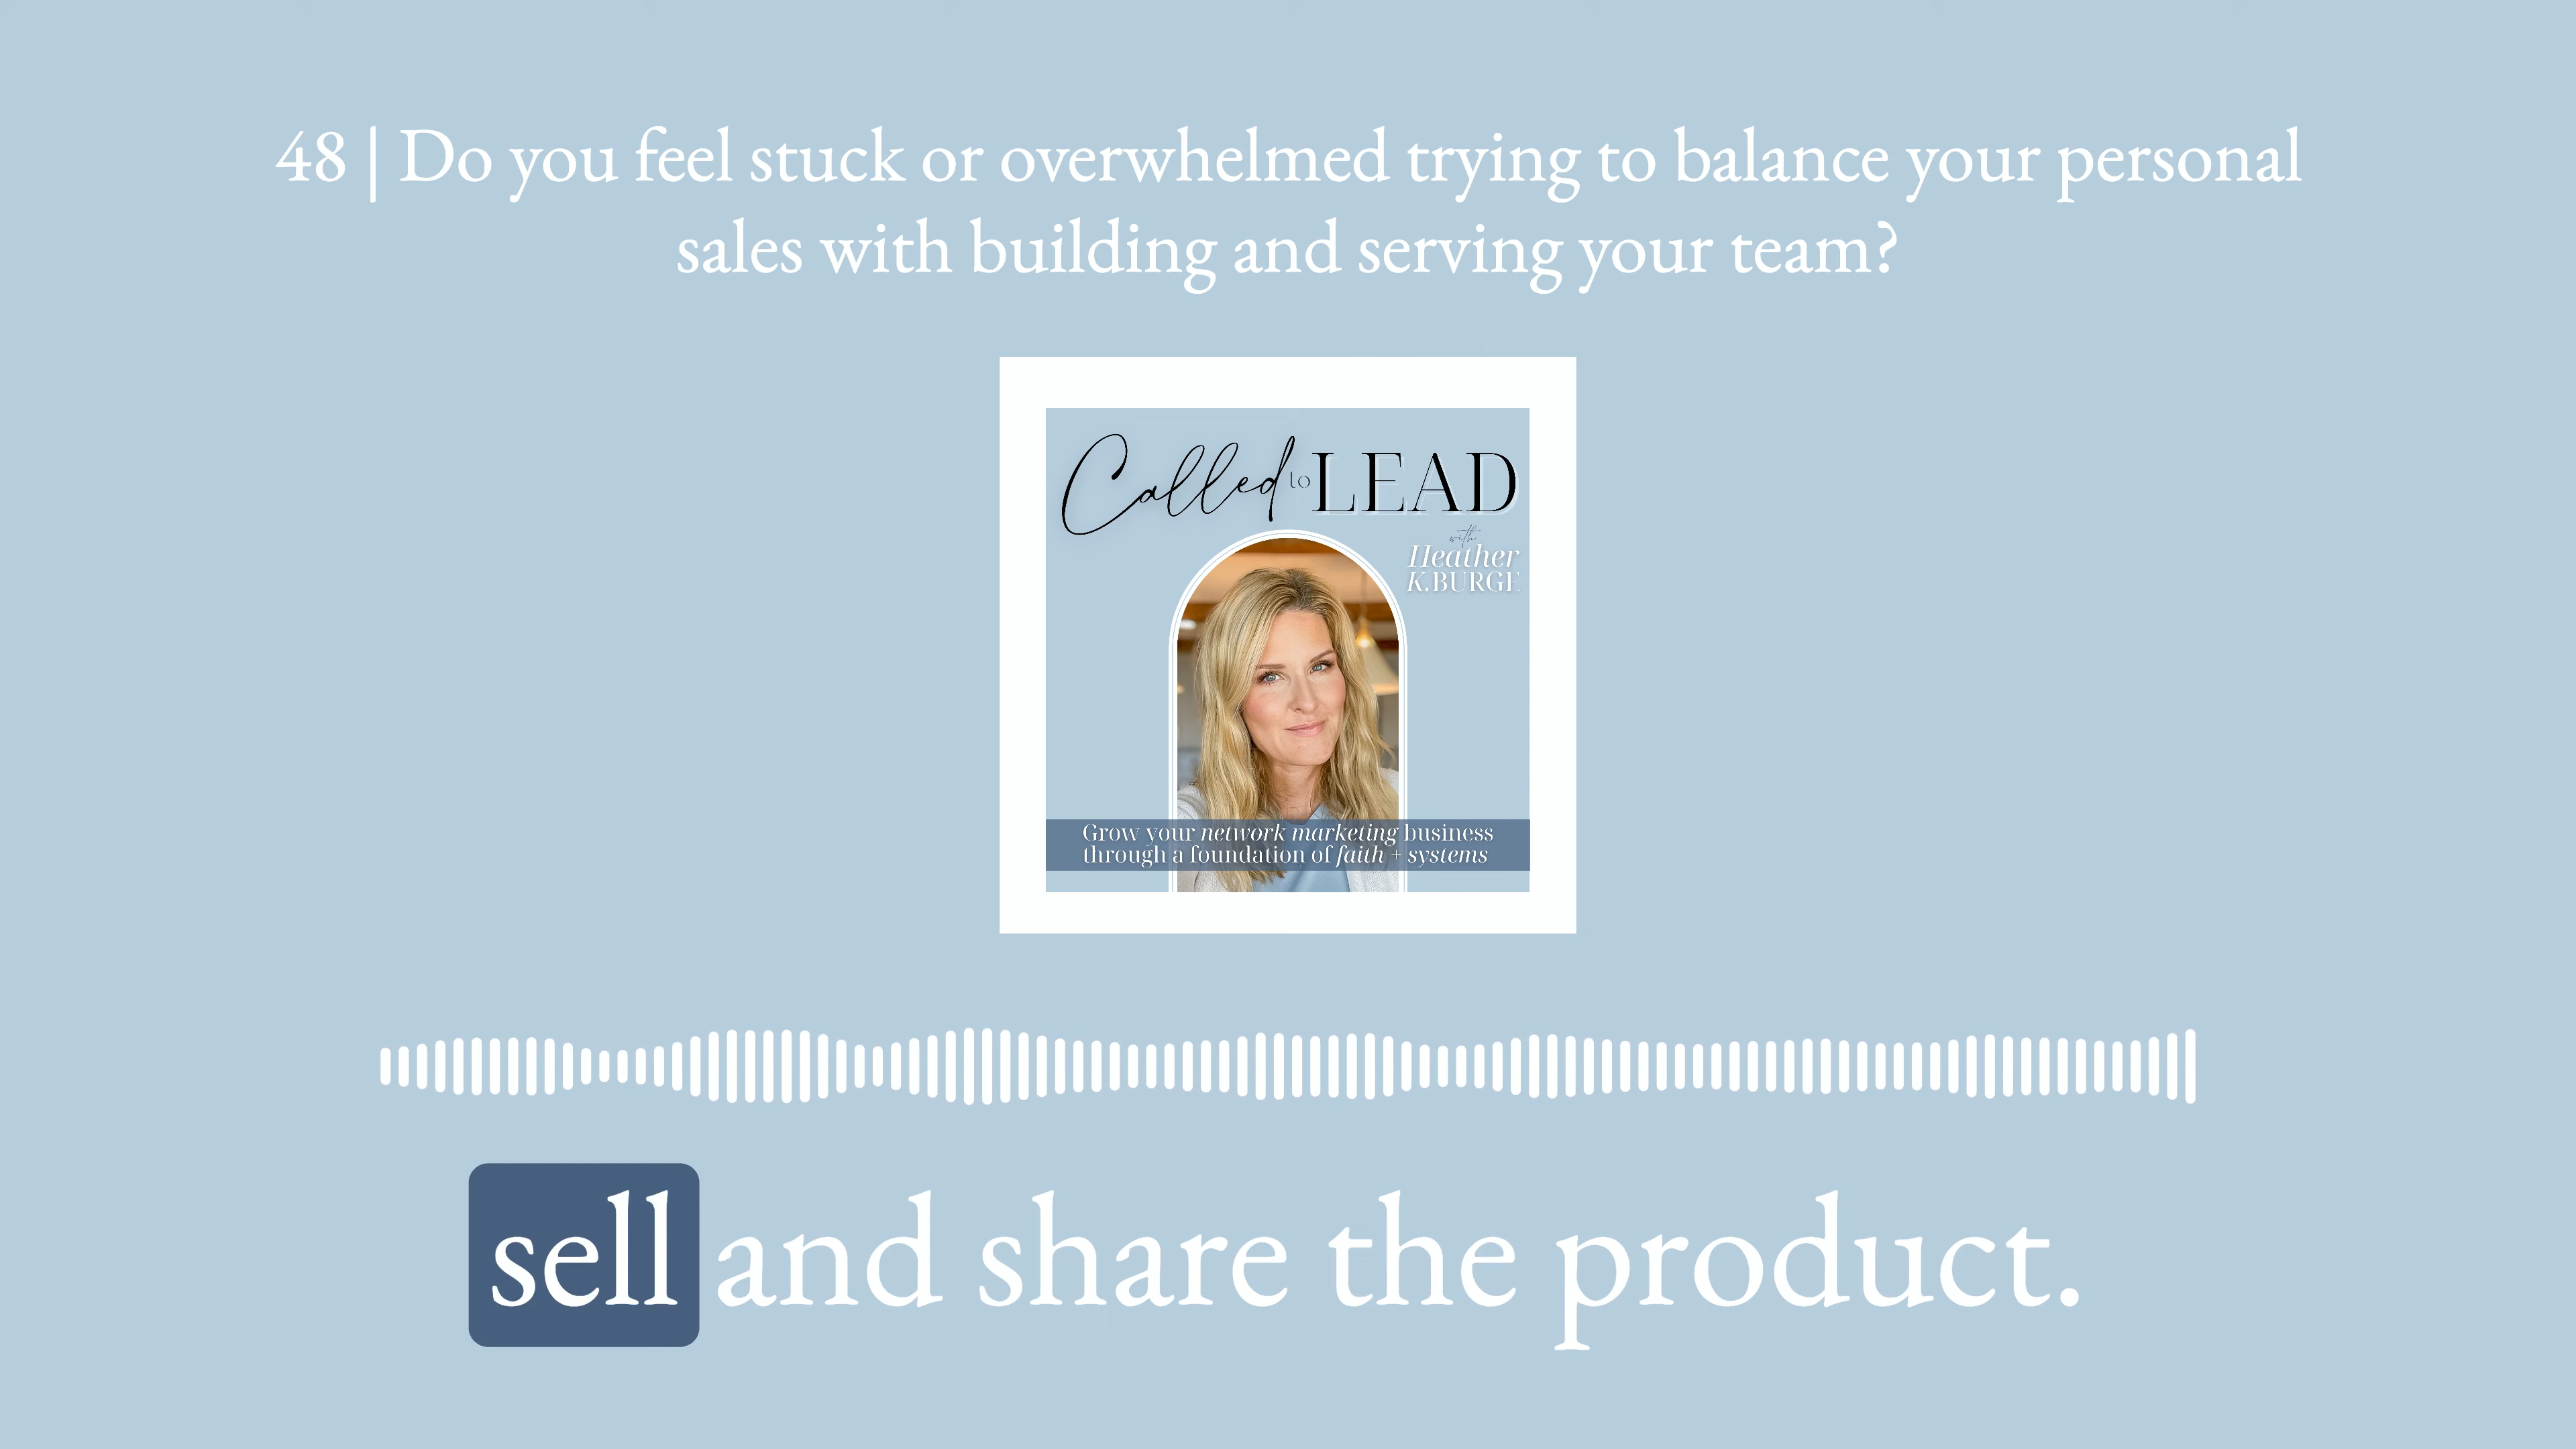 48 | Do you feel stuck or overwhelmed trying to balance your personal
sales with building and serving your team?
Called to LEAD
with
Heather
K.BURGE
Grow your network marketing business
through a foundation of faith + systems
sell and share the product.